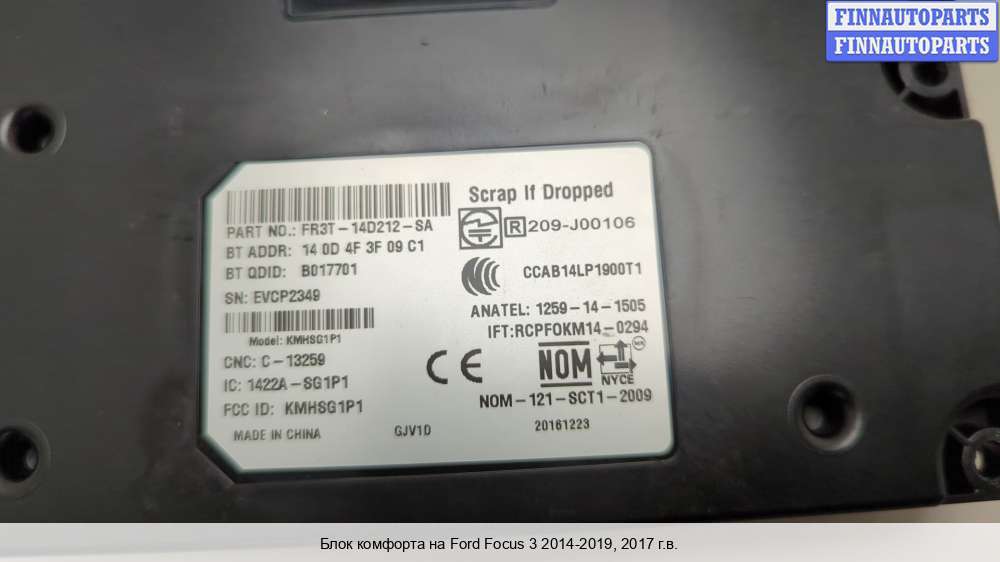 FINNAUTOPARTS
FINNAUTOPARTS
Scrap If Dropped
PART NO.: FR3T-14D212-SA
R 209-J00106
BT ADDR: 14 0D 4F 3F 09 C1
BT QDID: B017701
CCAB14LP1900T1
SN: EVCP2349
ANATEL: 1259-14-1505
IFT:RCPFOKM14-0294
Model: KMHSG1P1
CNC: C-13259
CE
NOM
NYCE
IC: 1422A-SG1P1
NOM-121-SCT1-2009
FCC ID: KMHSG1P1
MADE IN CHINA
GJV1D
20161223
Блок комфорта на Ford Focus 3 2014-2019, 2017 г.в.